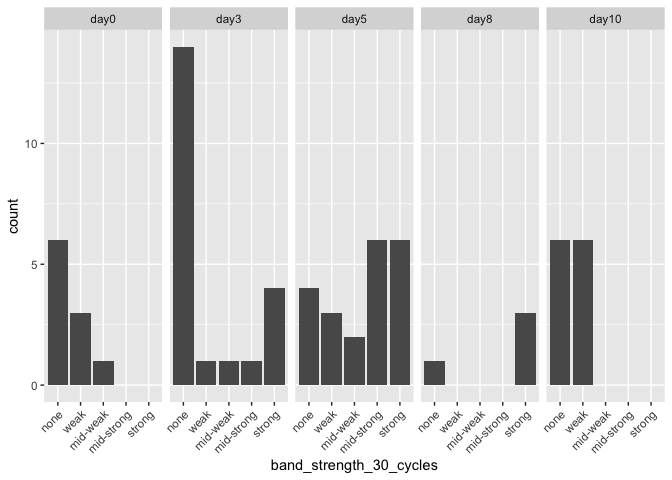 day0 day3 day5 day8 day10
count
10
5
0
none weak mid-weak mid-strong strong none weak mid-weak mid-strong strong none weak mid-weak mid-strong strong none weak mid-weak mid-strong strong none weak mid-weak mid-strong strong
band_strength_30_cycles